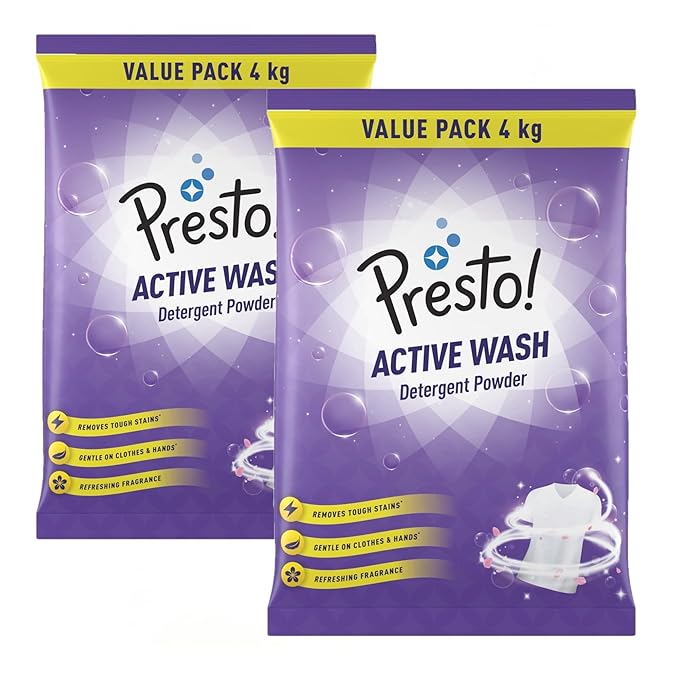 VALUE PACK 4 kg
Presto!
ACTIVE WAS
Detergent Powder
REMOVES TOUGH STAINS*
GENTLE ON CLOTHES & HANDS*
REFRESHING FRAGRANCE
VALUE PACK 4 kg
Presto!
ACTIVE WASH
Detergent Powder
REMOVES TOUGH STAINS*
GENTLE ON CLOTHES & HANDS*
REFRESHING FRAGRANCE